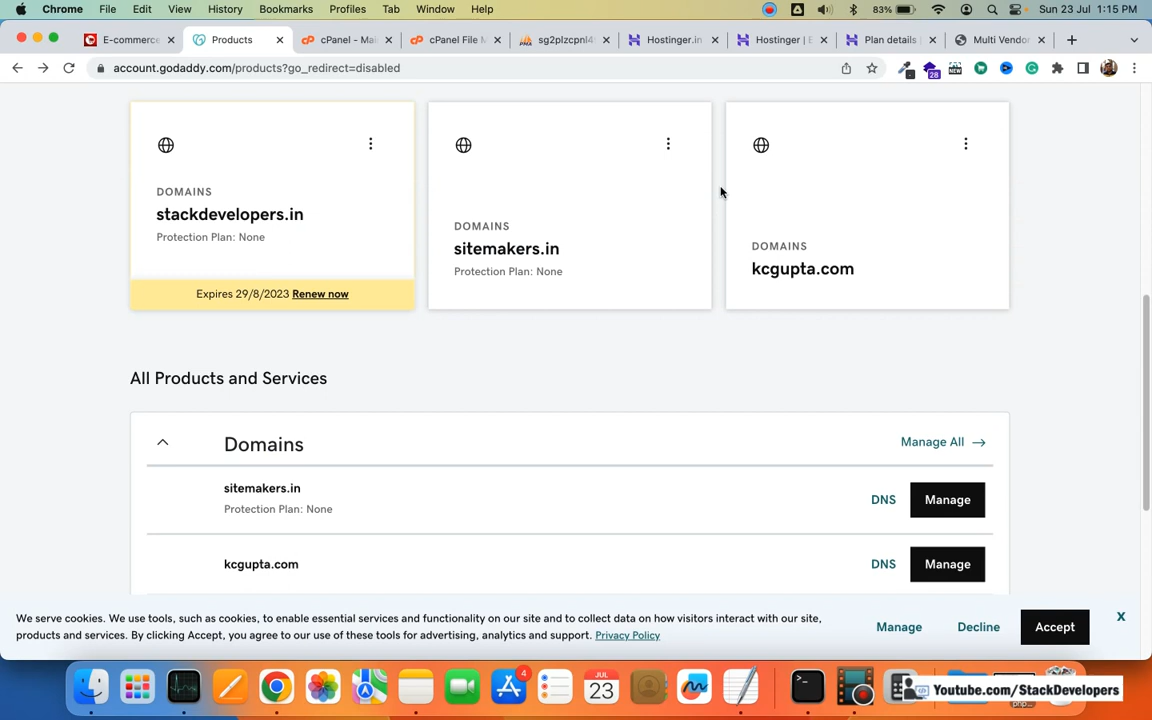 Chrome File Edit View History Bookmarks Profiles Tab Window Help 83% Sun 23 Jul 1:15 PM
E-commerce Products cPanel - Mai cPanel File M sg2plzcpnl4 Hostinger.in Hostinger | E Plan details Multi Vendor
account.godaddy.com/products?go_redirect=disabled
28
NEW
DOMAINS
stackdevelopers.in
Protection Plan: None
Expires 29/8/2023 Renew now
DOMAINS
sitemakers.in
Protection Plan: None
DOMAINS
kcgupta.com
All Products and Services
Domains
Manage All →
sitemakers.in
Protection Plan: None
DNS Manage
kcgupta.com
DNS Manage
We serve cookies. We use tools, such as cookies, to enable essential services and functionality on our site and to collect data on how visitors interact with our site,
products and services. By clicking Accept, you agree to our use of these tools for advertising, analytics and support. Privacy Policy
Manage Decline Accept X
4
JUL
23
Youtube.com/StackDevelopers